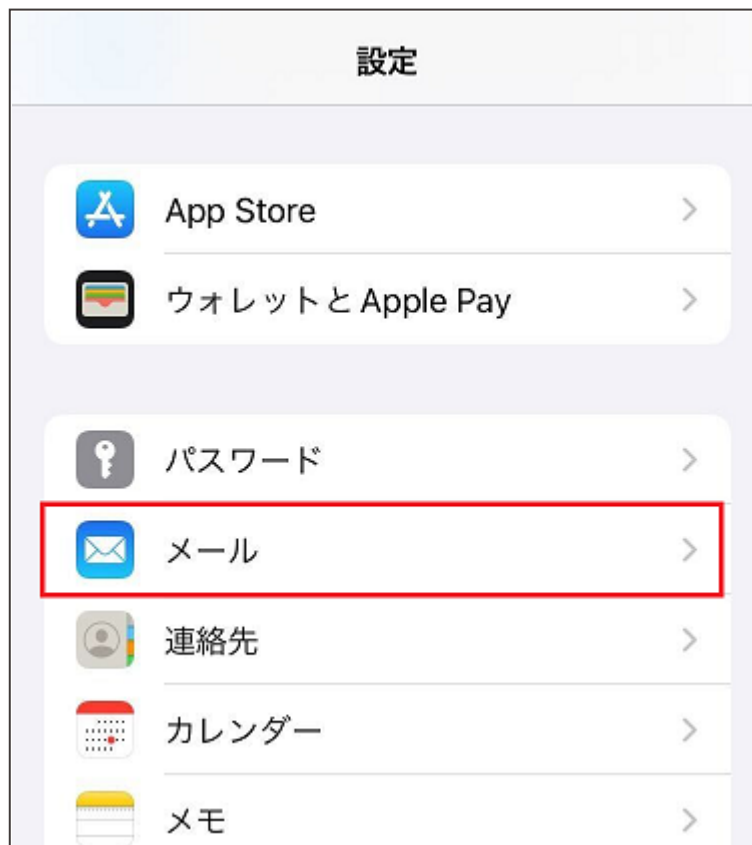 設定
App Store
ウォレットと Apple Pay
パスワード
メール
連絡先
カレンダー
メモ